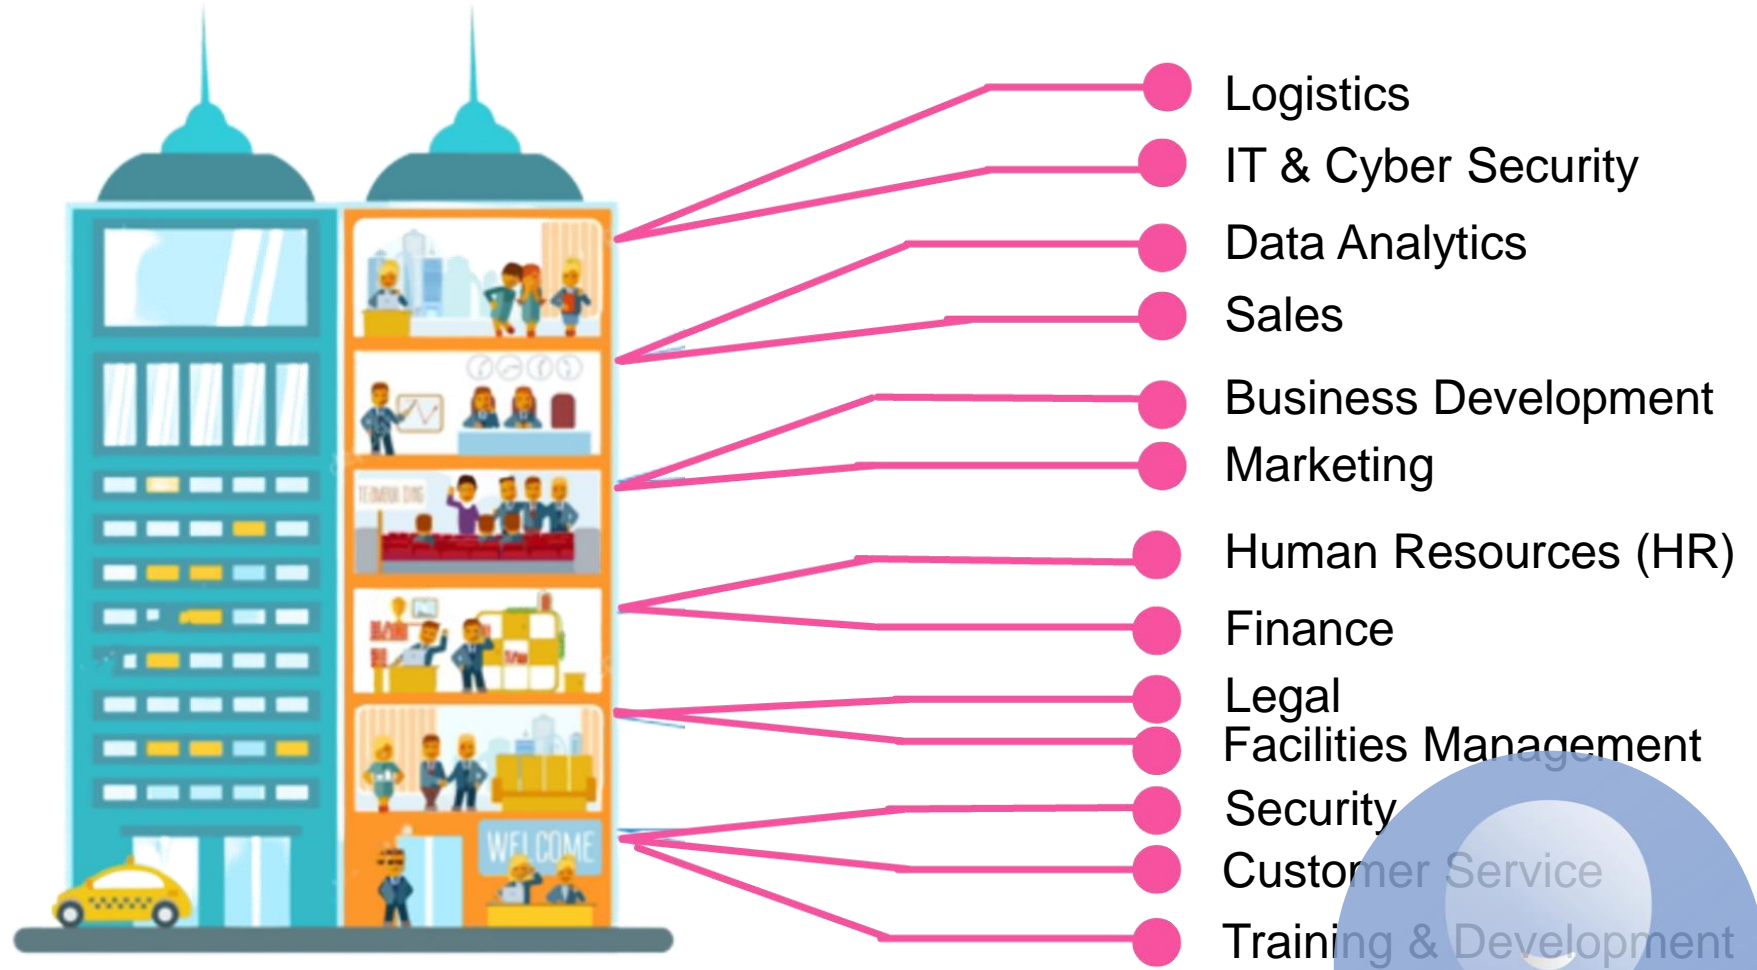 Logistics
IT & Cyber Security
Data Analytics
Sales
Business Development
Marketing
TEAMBUILDING
Human Resources (HR)
Finance
Legal
Facilities Management
Security
WELCOME
Customer Service
Training & Development